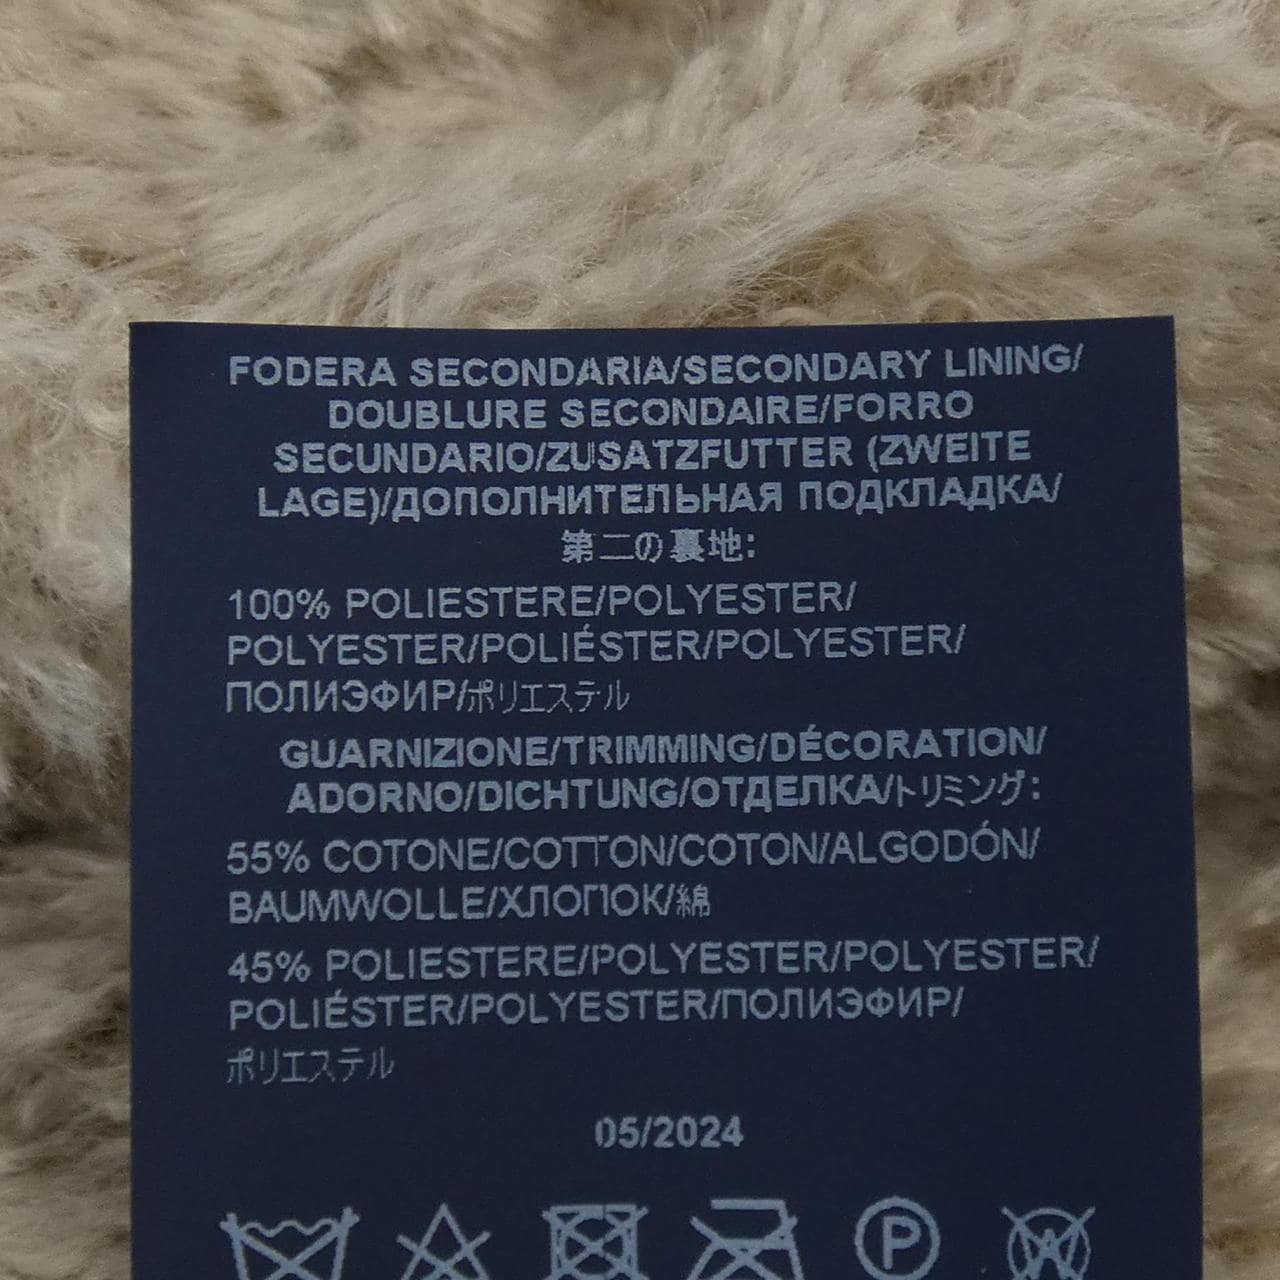 FODERA SECONDARIA/SECONDARY LINING/
DOUBLURE SECONDAIRE/FORRO
SECUNDARIO/ZUSATZFUTTER (ZWEITE
LAGE)/ДОПОЛНИТЕЛЬНАЯ ПОДКЛАДКА/
第二の裏地:
100% POLIESTERE/POLYESTER/
POLYESTER/POLIÉSTER/POLYESTER/
ПОЛИЭФИР/ポリエステル
GUARNIZIONE/TRIMMING/DÉCORATION/
ADORNO/DICHTUNG/ОТДЕЛКА/トリミング:
55% COTONE/COTTON/COTON/ALGODÓN/
BAUMWOLLE/ХЛОПОК/綿
45% POLIESTERE/POLYESTER/POLYESTER/
POLIÉSTER/POLYESTER/ПОЛИЭФИР/
ポリエステル
05/2024
P W